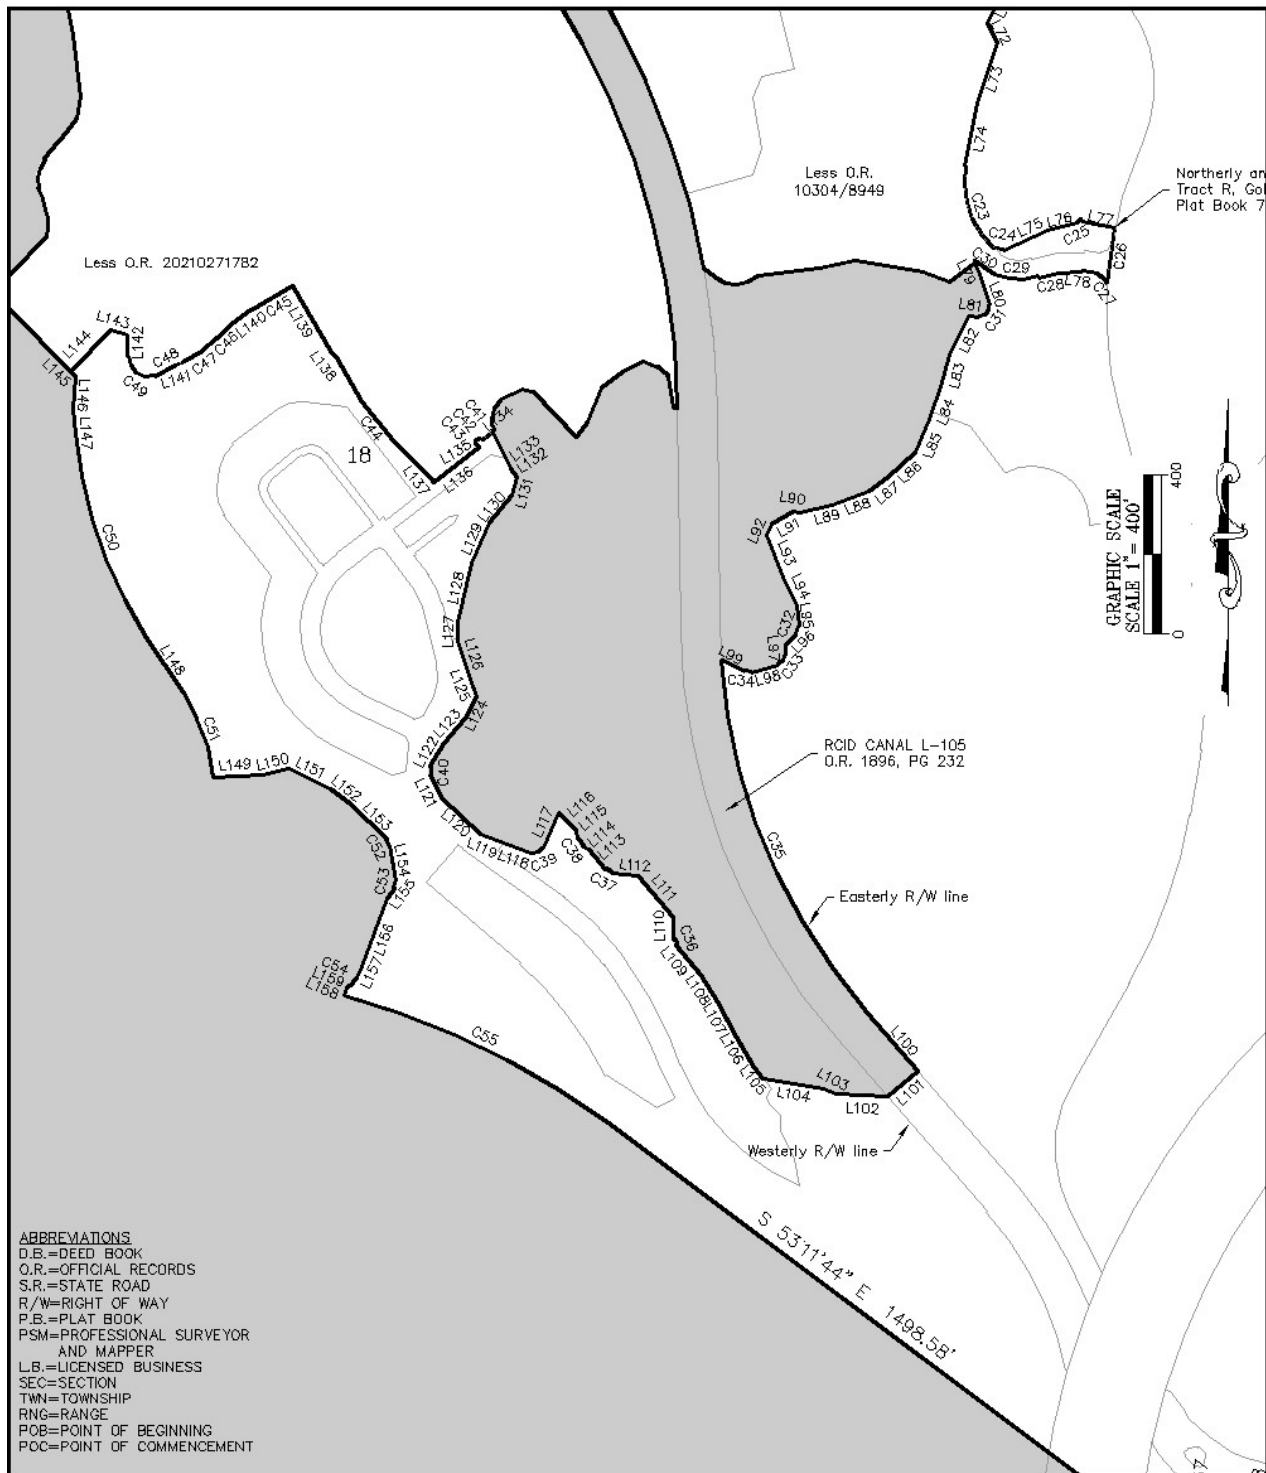 L72
L73
L74
Less O.R.
10304/8949
Northerly an
Tract R, Gol
Plat Book 7
C23
C24
L75
L76
C25
L77
C26
C30
C29
C28
L78
C27
L79
L80
L81
C31
Less O.R. 20210271782
L82
L83
L84
L85
L86
L87
L88
L89
L90
L91
L92
L93
L94
L95
C32
L96
C33
L97
L98
C34
L99
L143
L144
L142
L145
C45
L140
C46
C47
C48
L141
C49
L139
L138
C44
L137
L146
L147
C41
C42
C43
L134
L135
L136
L133
L132
L131
L130
L129
L128
L127
L126
L125
L124
L123
L122
C40
L121
L120
L119
L118
C39
L117
L116
L115
L114
L113
C38
C37
L112
L111
L110
C36
L109
L108
L107
L106
L105
L104
L103
L102
L101
L100
C35
18
C50
L148
C51
L149
L150
L151
L152
L153
C52
L154
C53
L155
L156
L157
C54
L159
L158
C55
GRAPHIC SCALE
SCALE 1"= 400'
0
400
RCID CANAL L-105
O.R. 1896, PG 232
Easterly R/W line
Westerly R/W line
S 53°11'44" E 1498.58'
ABBREVIATIONS
D.B.=DEED BOOK
O.R.=OFFICIAL RECORDS
S.R.=STATE ROAD
R/W=RIGHT OF WAY
P.B.=PLAT BOOK
PSM=PROFESSIONAL SURVEYOR
AND MAPPER
L.B.=LICENSED BUSINESS
SEC=SECTION
TWN=TOWNSHIP
RNG=RANGE
POB=POINT OF BEGINNING
POC=POINT OF COMMENCEMENT